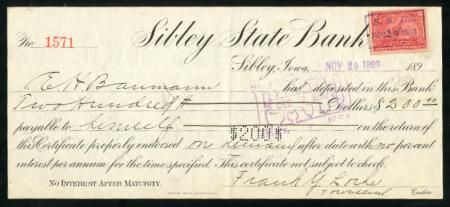 No. 1571 Sibley State Bank
Sibley, Iowa, NOV 29 1899 189
E. H. Baumann has deposited in this Bank
Two Hundred Dollars $ 200.00
payable to himself on the return of
$200$
this Certificate properly endorsed on demand after date with no per cent
interest per annum for the time specified. This certificate not subject to check.
No Interest After Maturity. Frank Y. Locke
Cashier